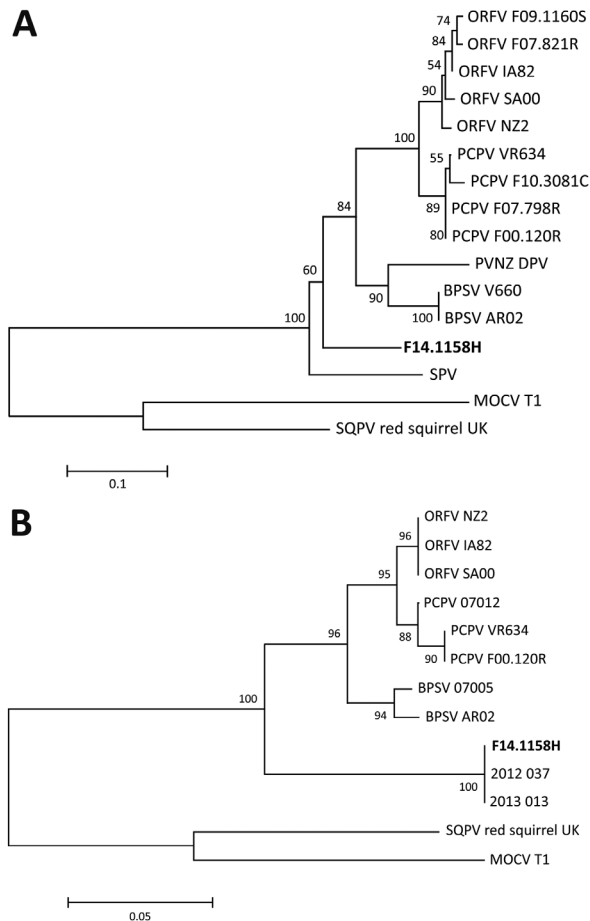 A
74
ORFV F09.1160S
84
ORFV F07.821R
54
ORFV IA82
ORFV SA00
90
ORFV NZ2
100
55
PCPV VR634
PCPV F10.3081C
89
PCPV F07.798R
80
PCPV F00.120R
84
PVNZ DPV
60
90
BPSV V660
100
BPSV AR02
100
F14.1158H
SPV
MOCV T1
SQPV red squirrel UK
0.1
B
ORFV NZ2
96
ORFV IA82
95
ORFV SA00
PCPV 07012
96
88
PCPV VR634
90
PCPV F00.120R
BPSV 07005
100
94
BPSV AR02
F14.1158H
2012 037
100
2013 013
SQPV red squirrel UK
MOCV T1
0.05